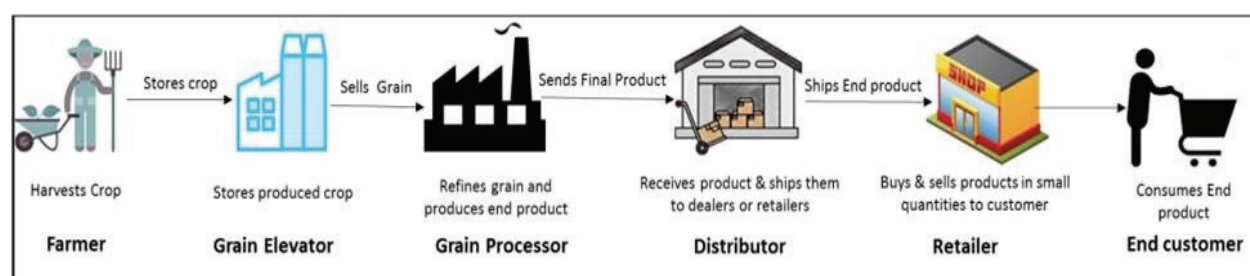 Stores crop
Sells Grain
Sends Final Product
Ships End product
SHOP
Harvests Crop
Stores produced crop
Refines grain and
produces end product
Receives product & ships them
to dealers or retailers
Buys & sells products in small
quantities to customer
Consumes End
product
Farmer
Grain Elevator
Grain Processor
Distributor
Retailer
End customer